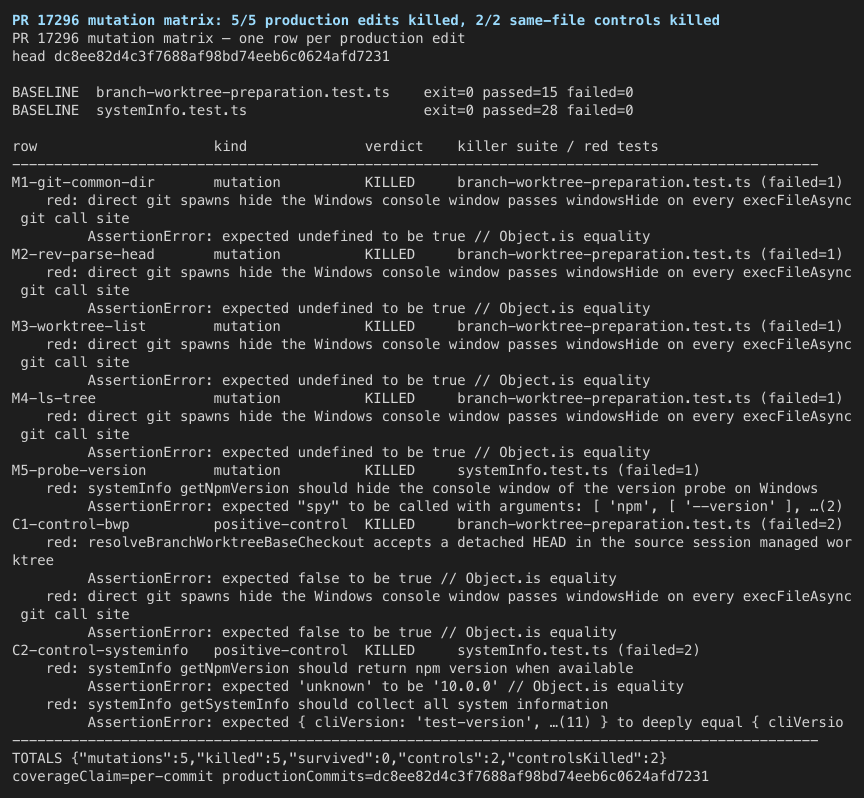 PR 17296 mutation matrix: 5/5 production edits killed, 2/2 same-file controls killed
PR 17296 mutation matrix — one row per production edit
head dc8ee82d4c3f7688af98bd74eeb6c0624afd7231
BASELINE  branch-worktree-preparation.test.ts    exit=0 passed=15 failed=0
BASELINE  systemInfo.test.ts                     exit=0 passed=28 failed=0
row                     kind              verdict    killer suite / red tests
────────────────────────────────────────────────────────────────────────────────────────────────
M1-git-common-dir       mutation          KILLED     branch-worktree-preparation.test.ts (failed=1)
    red: direct git spawns hide the Windows console window passes windowsHide on every execFileAsync
 git call site
         AssertionError: expected undefined to be true // Object.is equality
M2-rev-parse-head       mutation          KILLED     branch-worktree-preparation.test.ts (failed=1)
    red: direct git spawns hide the Windows console window passes windowsHide on every execFileAsync
 git call site
         AssertionError: expected undefined to be true // Object.is equality
M3-worktree-list        mutation          KILLED     branch-worktree-preparation.test.ts (failed=1)
    red: direct git spawns hide the Windows console window passes windowsHide on every execFileAsync
 git call site
         AssertionError: expected undefined to be true // Object.is equality
M4-ls-tree              mutation          KILLED     branch-worktree-preparation.test.ts (failed=1)
    red: direct git spawns hide the Windows console window passes windowsHide on every execFileAsync
 git call site
         AssertionError: expected undefined to be true // Object.is equality
M5-probe-version        mutation          KILLED     systemInfo.test.ts (failed=1)
    red: systemInfo getNpmVersion should hide the console window of the version probe on Windows
         AssertionError: expected "spy" to be called with arguments: [ 'npm', [ '--version' ], …(2)
C1-control-bwp          positive-control  KILLED     branch-worktree-preparation.test.ts (failed=2)
    red: resolveBranchWorktreeBaseCheckout accepts a detached HEAD in the source session managed wor
ktree
         AssertionError: expected false to be true // Object.is equality
    red: direct git spawns hide the Windows console window passes windowsHide on every execFileAsync
 git call site
         AssertionError: expected false to be true // Object.is equality
C2-control-systeminfo   positive-control  KILLED     systemInfo.test.ts (failed=2)
    red: systemInfo getNpmVersion should return npm version when available
         AssertionError: expected 'unknown' to be '10.0.0' // Object.is equality
    red: systemInfo getSystemInfo should collect all system information
         AssertionError: expected { cliVersion: 'test-version', …(11) } to deeply equal { cliVersio
────────────────────────────────────────────────────────────────────────────────────────────────
TOTALS {"mutations":5,"killed":5,"survived":0,"controls":2,"controlsKilled":2}
coverageClaim=per-commit productionCommits=dc8ee82d4c3f7688af98bd74eeb6c0624afd7231